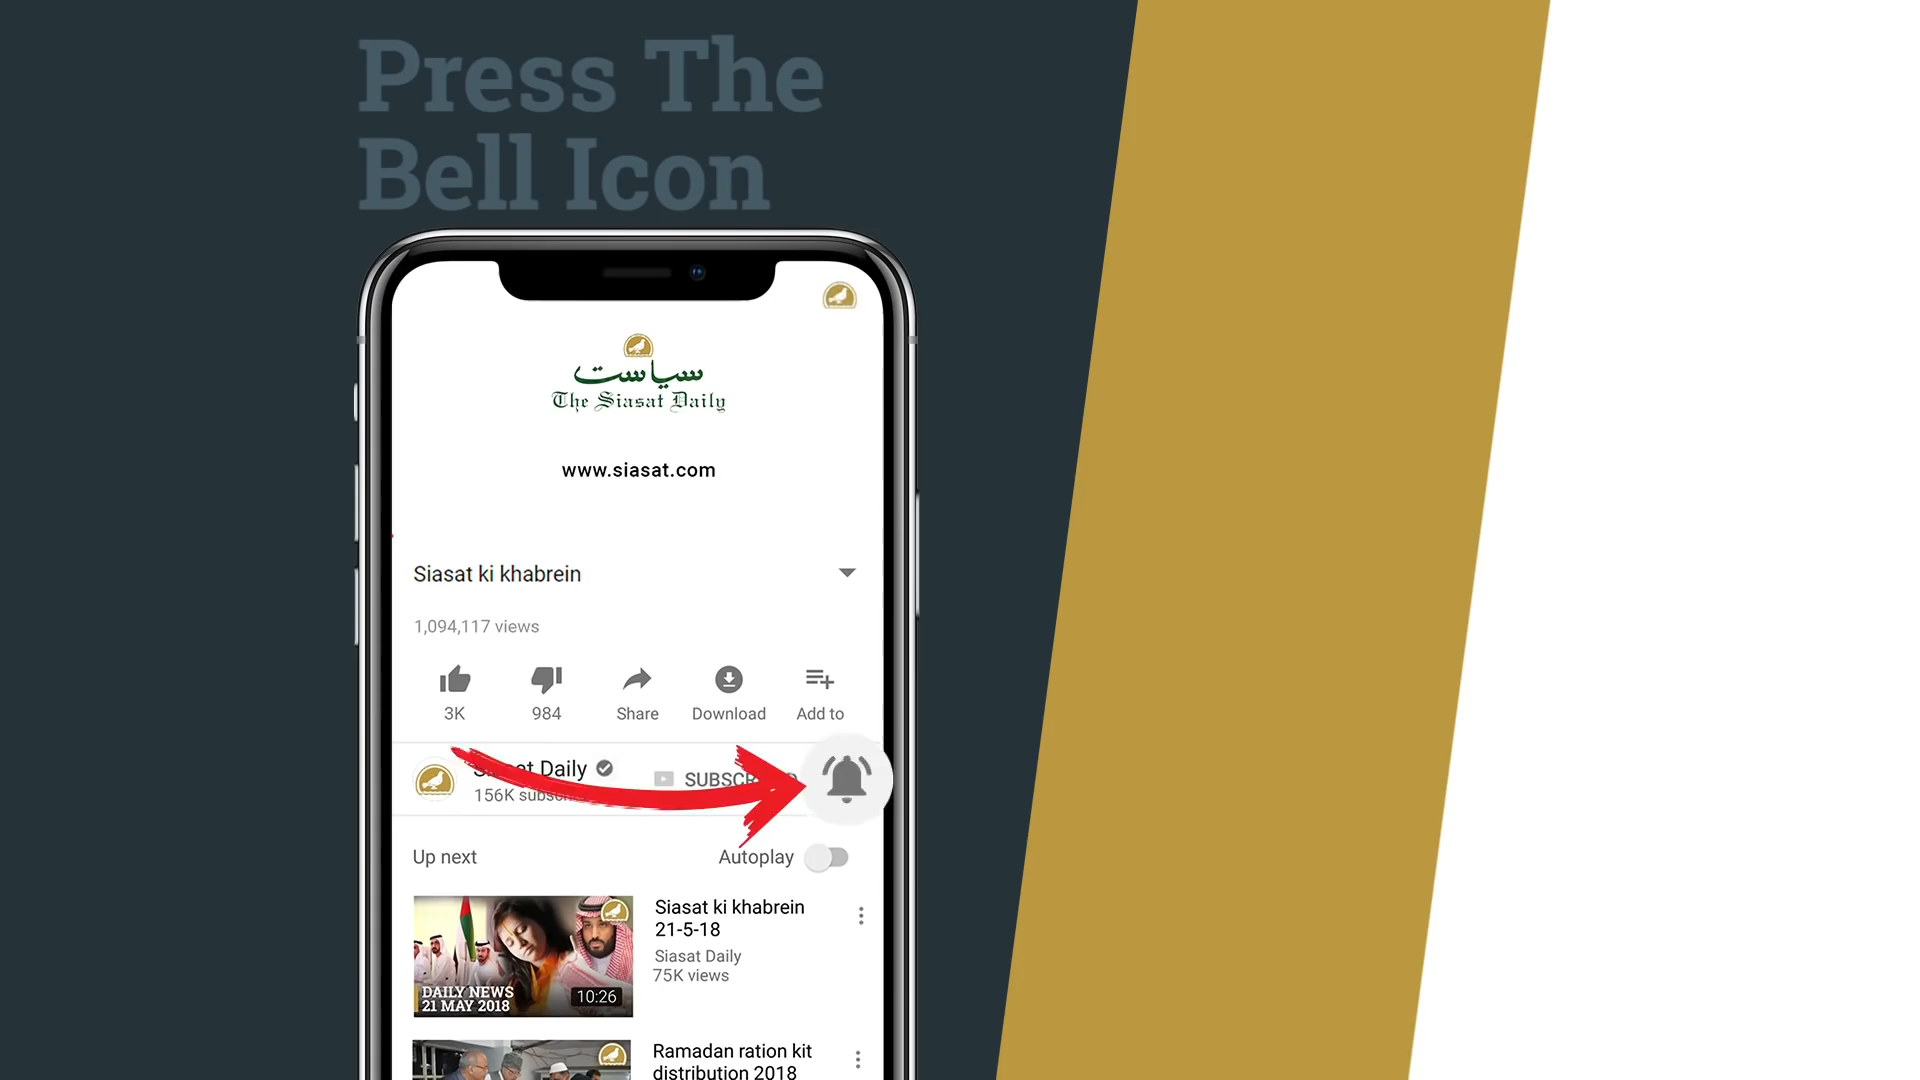 Press The
Bell Icon
سیاست
The Siasat Daily
www.siasat.com
Siasat ki khabrein
1,094,117 views
3K
984
Share
Download
Add to
Daily
156K
Up next
Autoplay
Siasat ki khabrein
21-5-18
Siasat Daily
75K views
DAILY NEWS
21 MAY 2018
10:26
Ramadan ration kit
distribution 2018